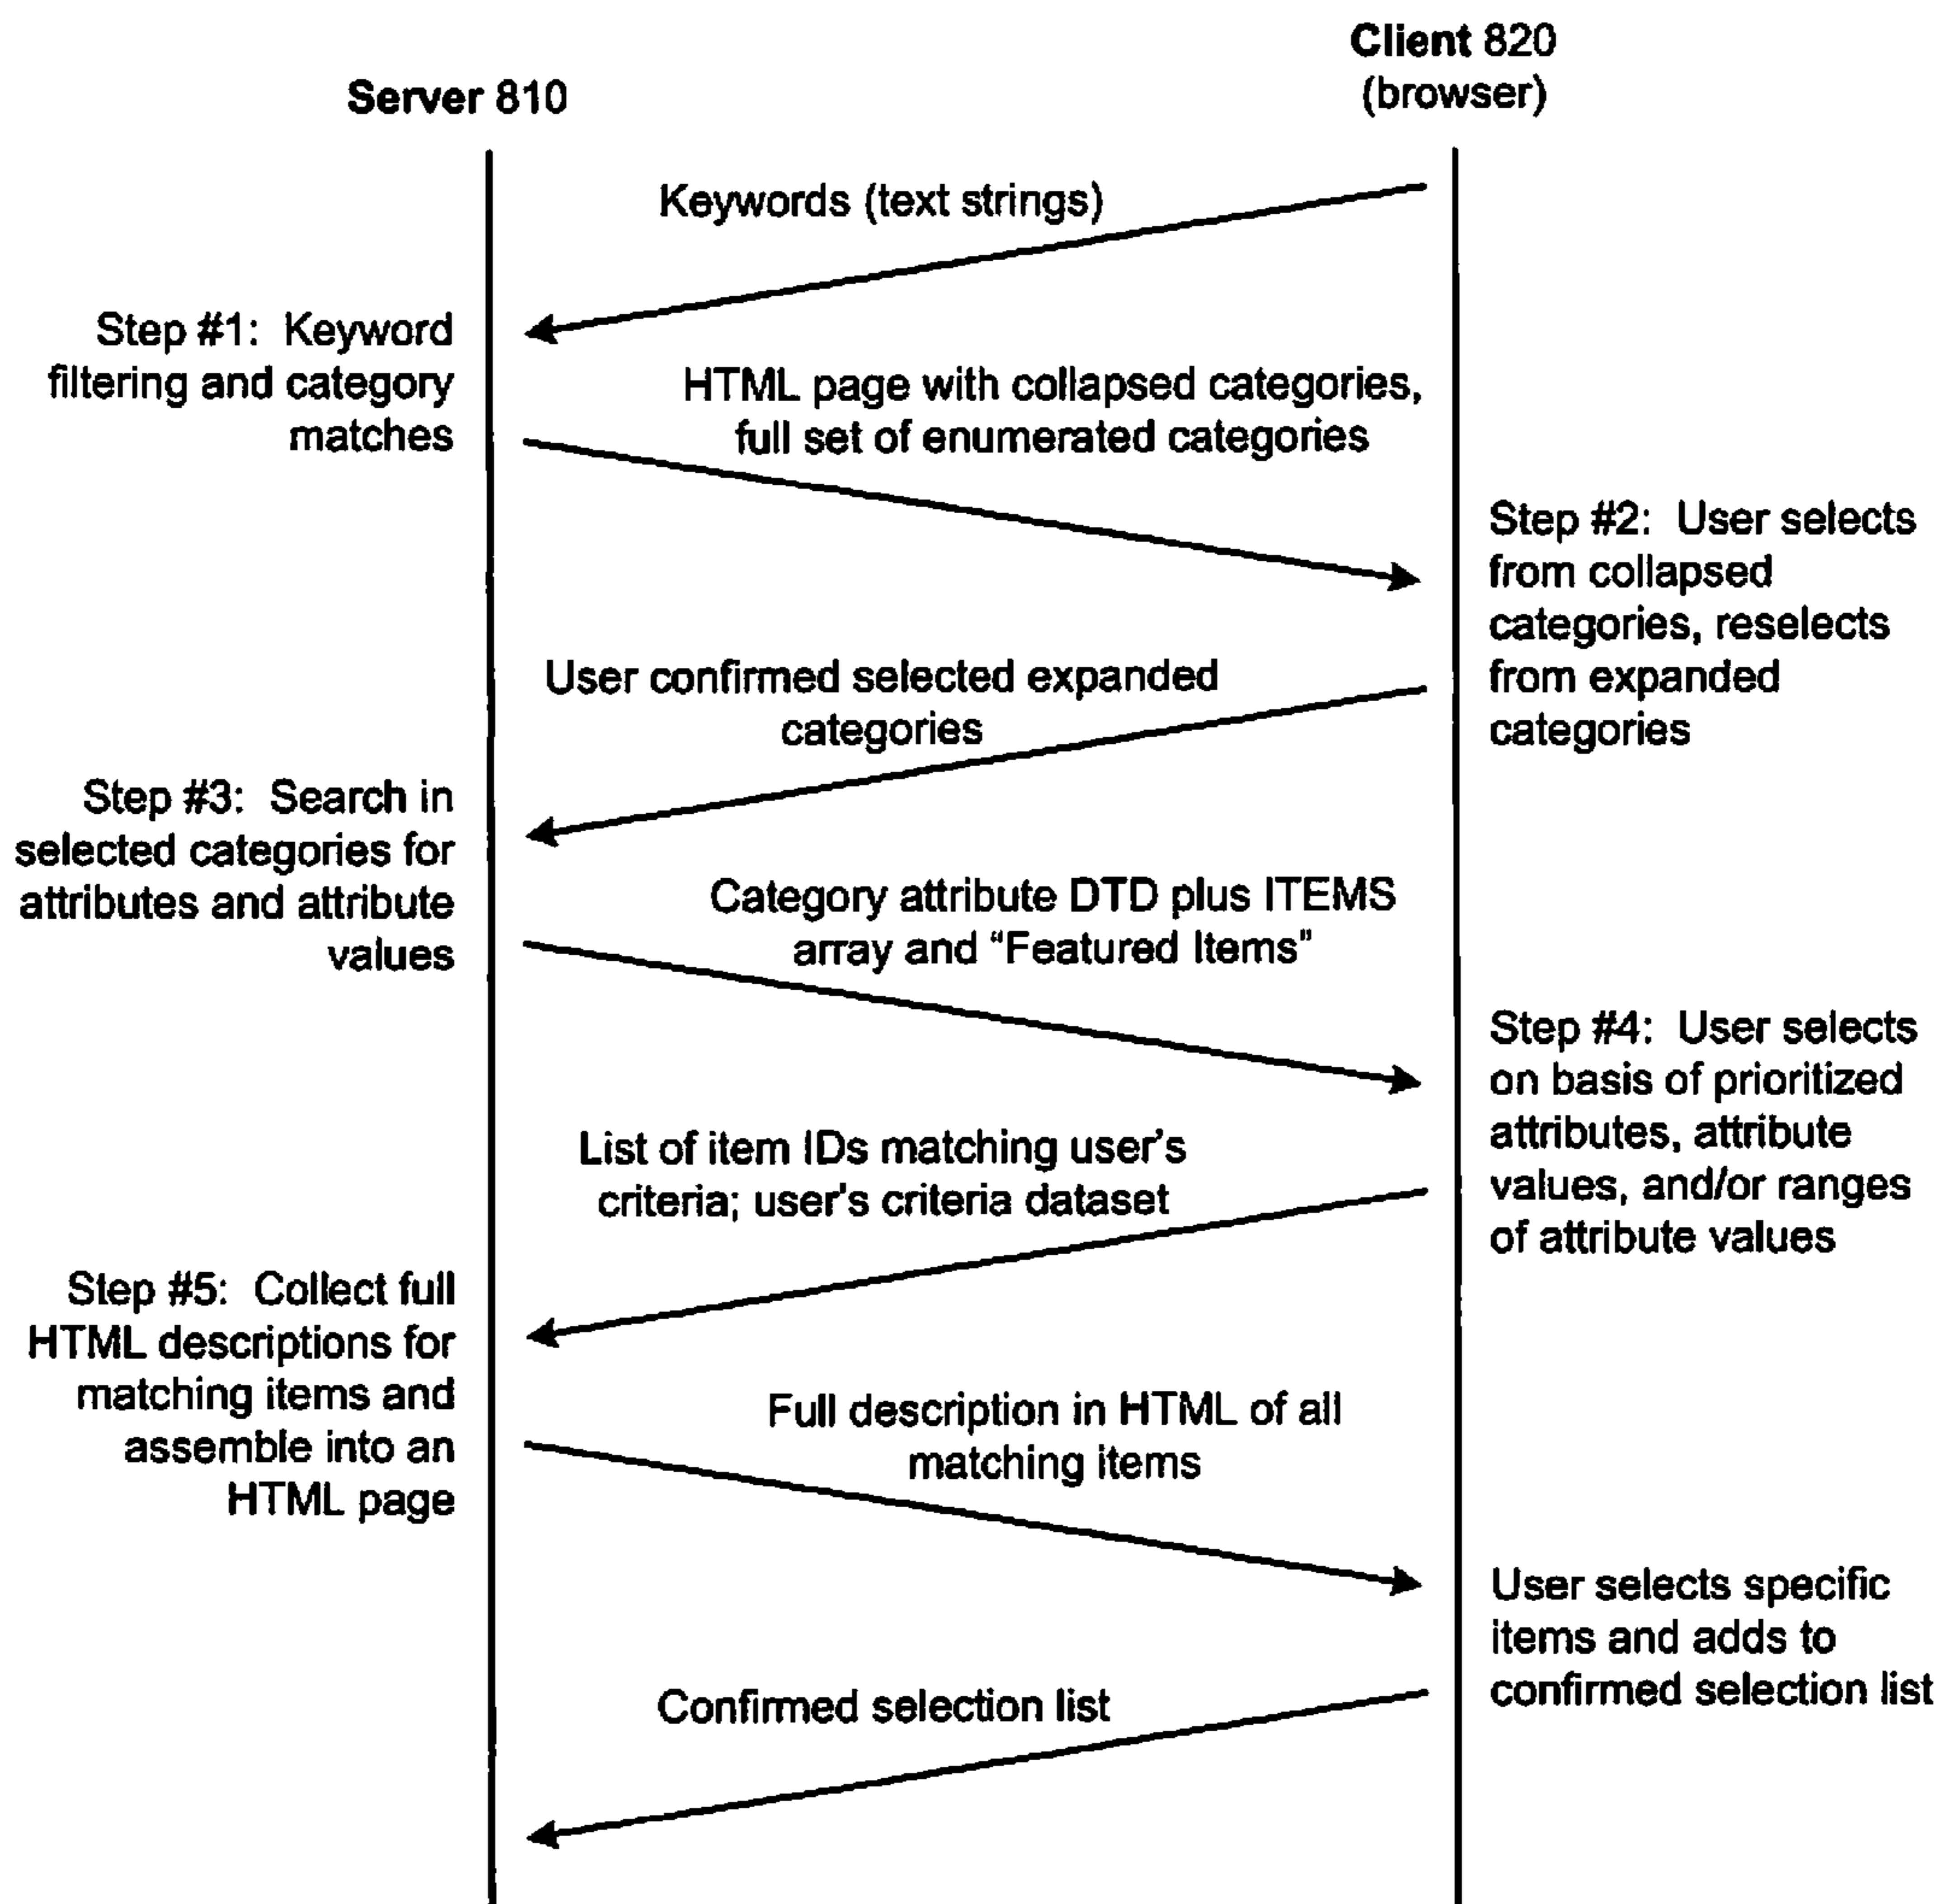 Client 820
(browser)
Server 810
Keywords (text strings)
Step #1: Keyword
filtering and category
matches
HTML page with collapsed categories,
full set of enumerated categories
Step #2: User selects
from collapsed
categories, reselects
from expanded
categories
User confirmed selected expanded
categories
Step #3: Search in
selected categories for
attributes and attribute
values
Category attribute DTD plus ITEMS
array and “Featured Items”
Step #4: User selects
on basis of prioritized
attributes, attribute
values, and/or ranges
of attribute values
List of item IDs matching user's
criteria; user's criteria dataset
Step #5: Collect full
HTML descriptions for
matching items and
assemble into an
HTML page
Full description in HTML of all
matching items
User selects specific
items and adds to
confirmed selection list
Confirmed selection list